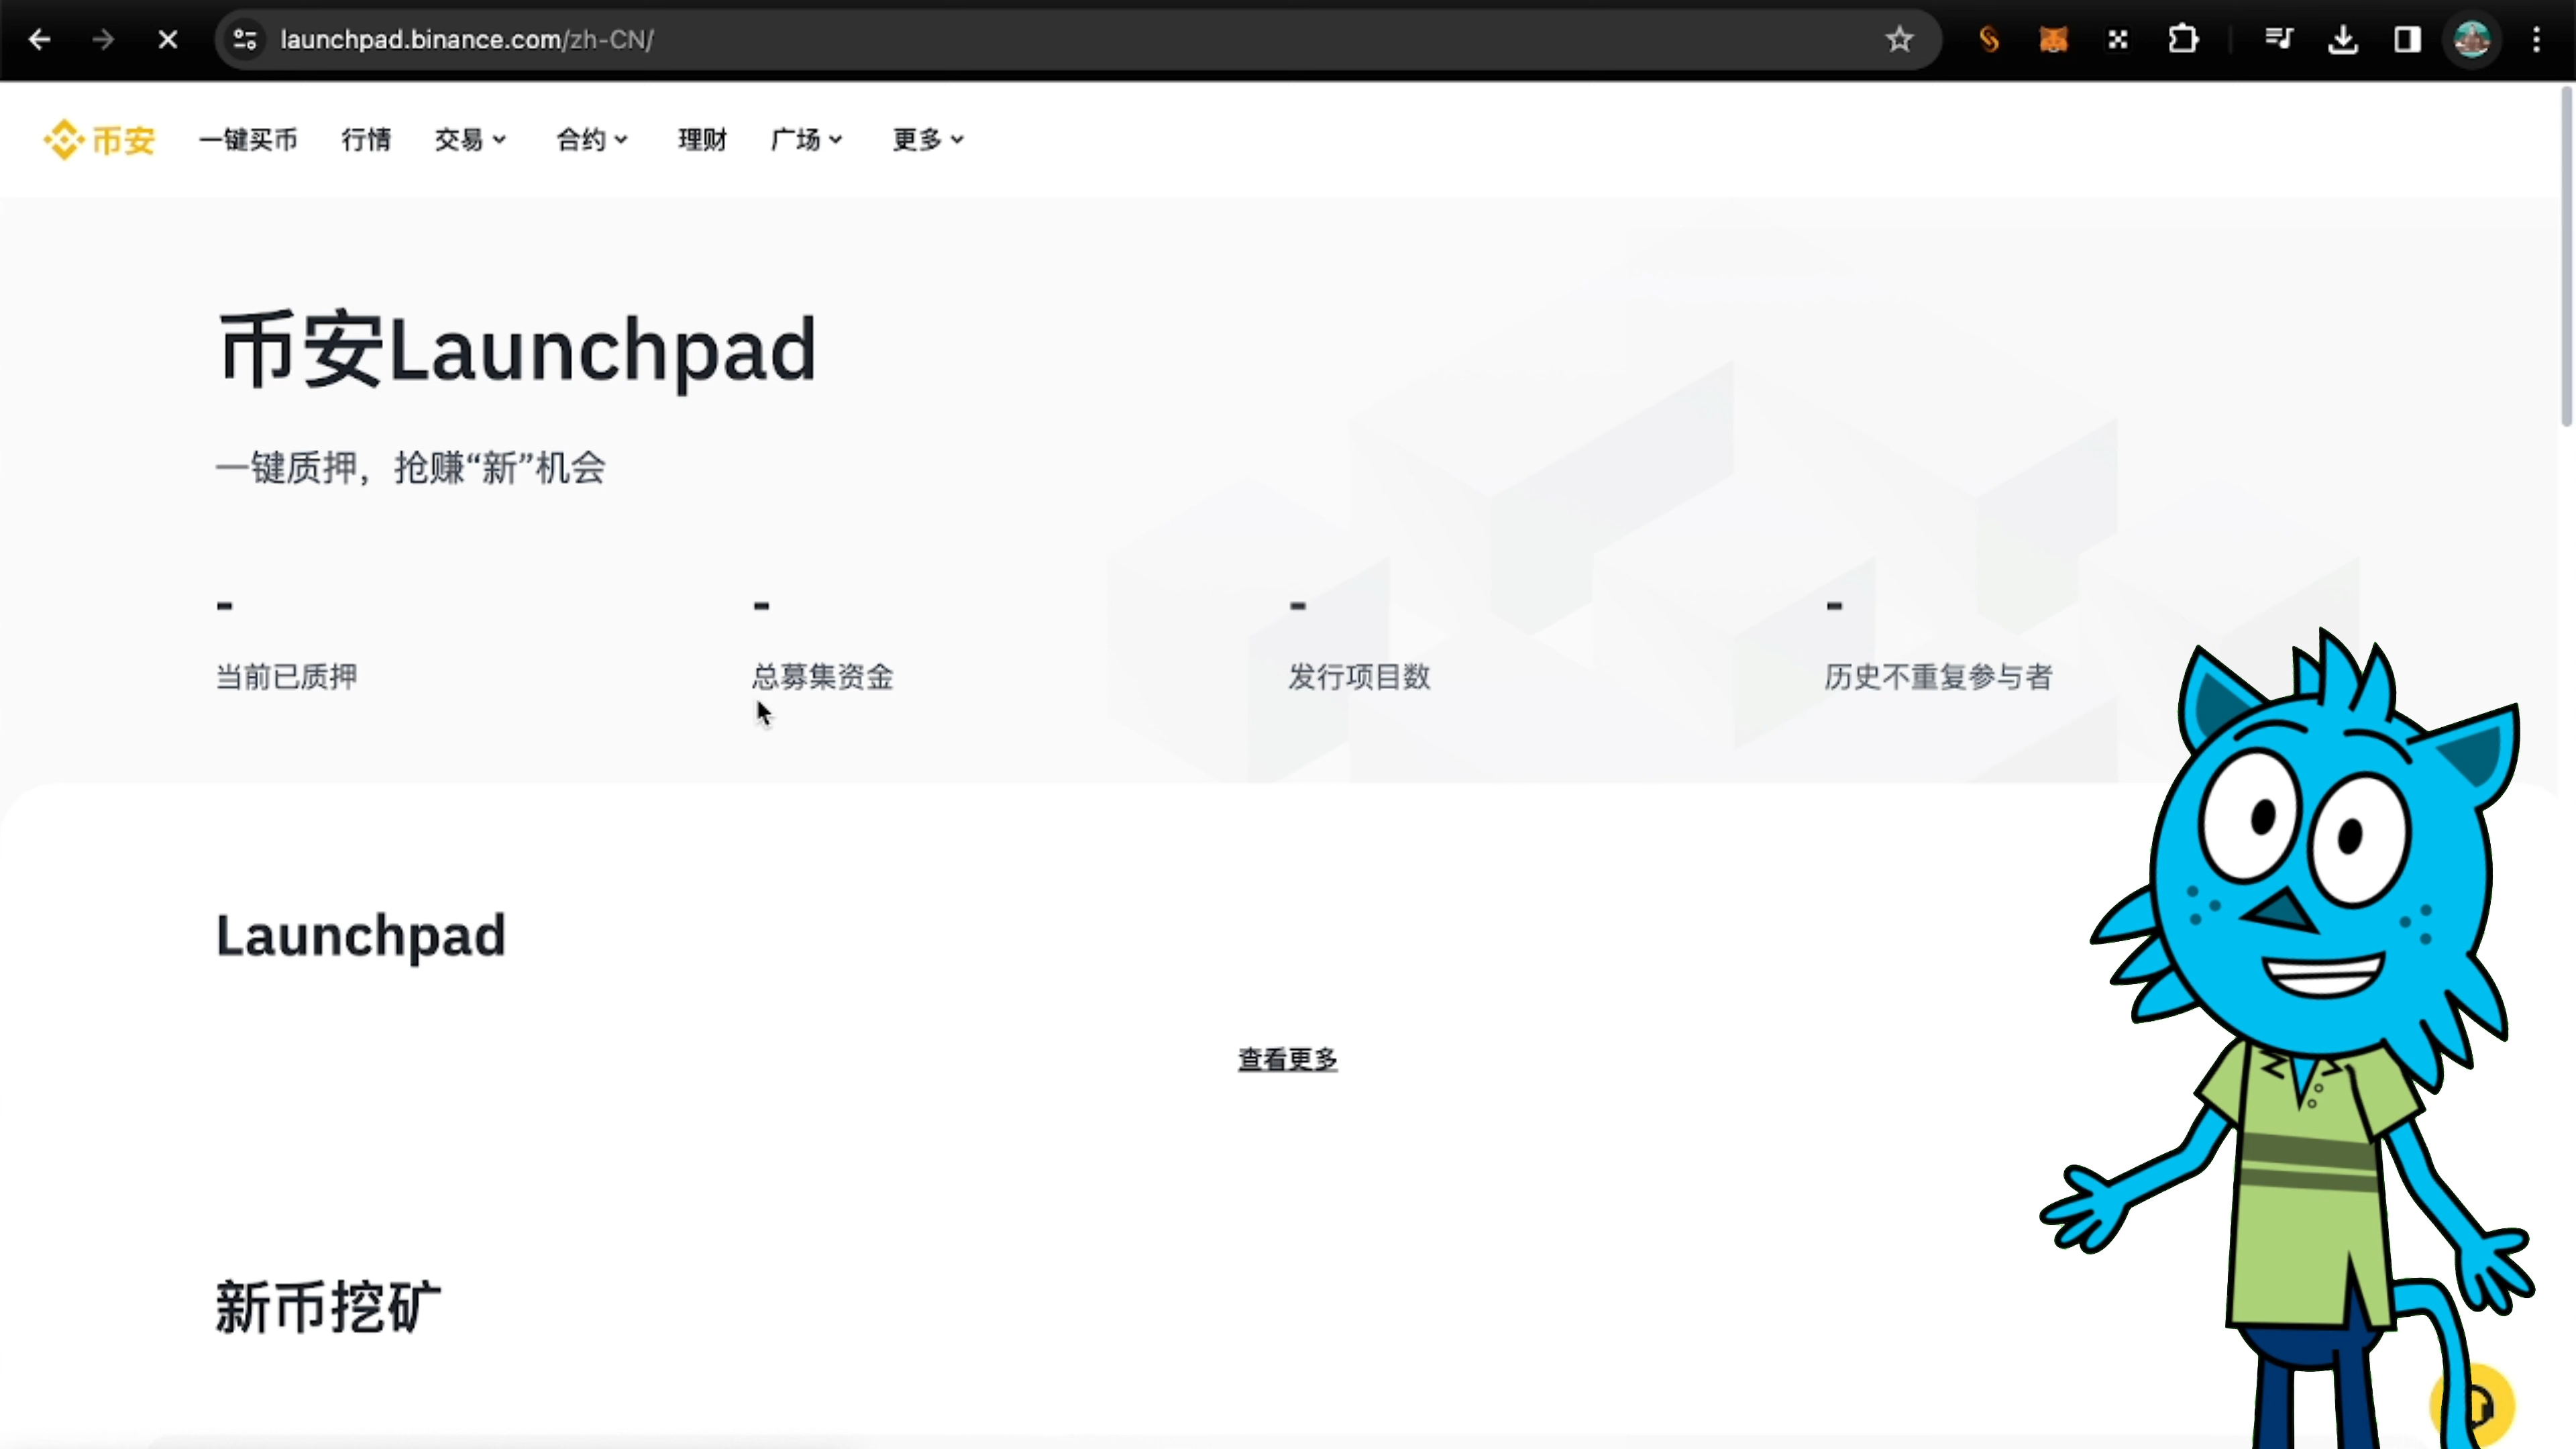 launchpad.binance.com/zh-CN/
币安 一键买币 行情 交易 合约 理财 广场 更多
币安Launchpad
一键质押，抢赚“新”机会
- - - -
当前已质押 总募集资金 发行项目数 历史不重复参与者
Launchpad
查看更多
新币挖矿